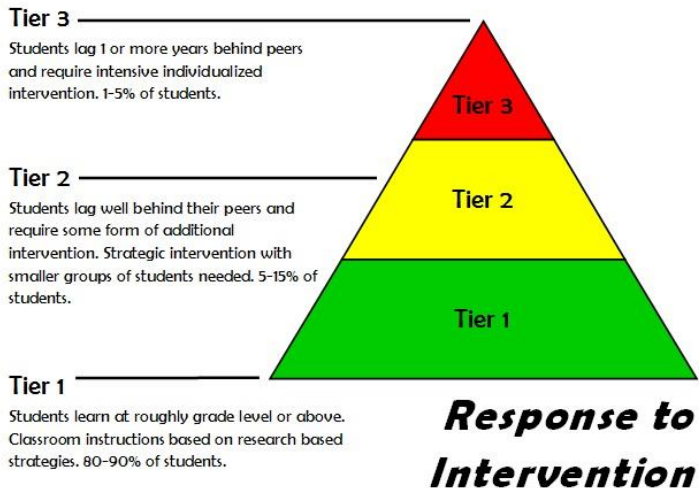 Tier 3
Students lag 1 or more years behind peers
and require intensive individualized
intervention. 1-5% of students.
Tier 3
Tier 2
Students lag well behind their peers and
require some form of additional
intervention. Strategic intervention with
smaller groups of students needed. 5-15% of
students.
Tier 2
Tier 1
Tier 1
Students learn at roughly grade level or above.
Classroom instructions based on research based
strategies. 80-90% of students.
Response to
Intervention